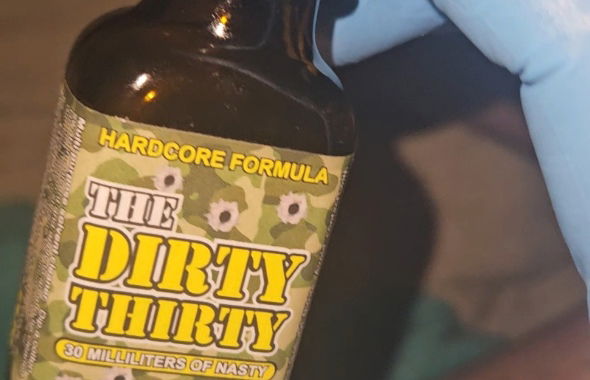 HARDCORE FORMULA
THE
DIRTY
THIRTY
30 MILLILITERS OF NASTY